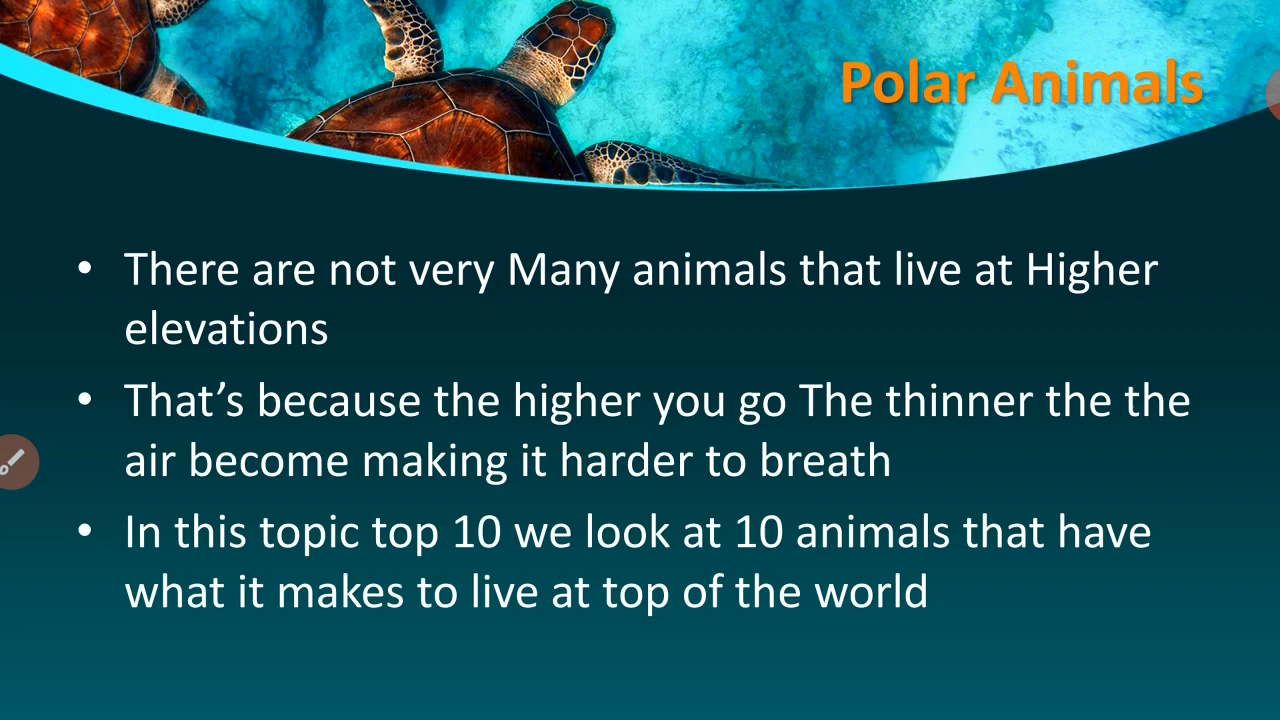 Polar Animals
• There are not very Many animals that live at Higher
elevations
• That’s because the higher you go The thinner the the
air become making it harder to breath
• In this topic top 10 we look at 10 animals that have
what it makes to live at top of the world